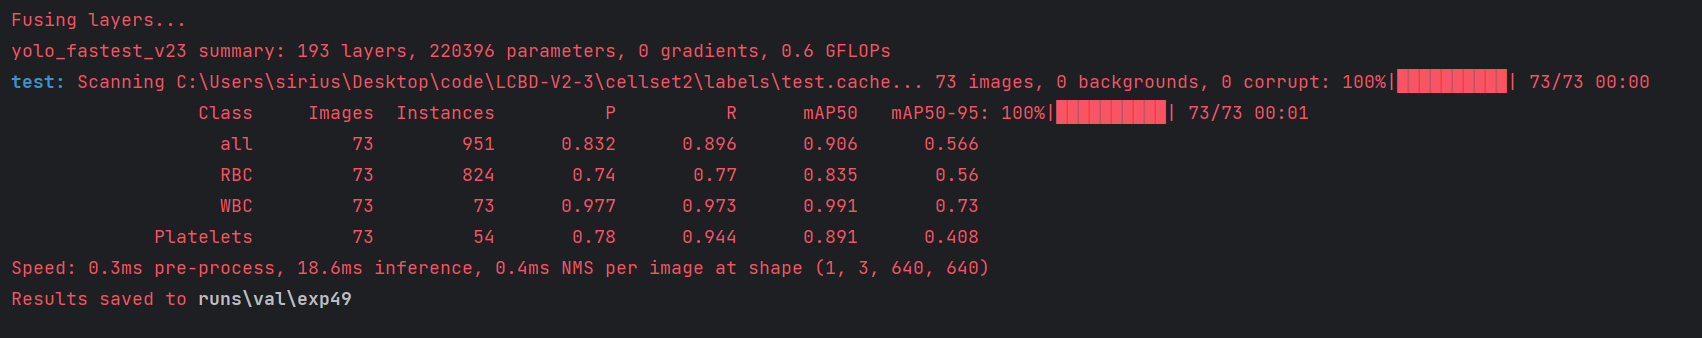 Fusing layers...
yolo_fastest_v23 summary: 193 layers, 220396 parameters, 0 gradients, 0.6 GFLOPs
test: Scanning C:\Users\sirius\Desktop\code\LCBD-V2-3\cellset2\labels\test.cache... 73 images, 0 backgrounds, 0 corrupt: 100%|██████████| 73/73 00:00
Class Images Instances P R mAP50 mAP50-95: 100%|██████████| 73/73 00:01
all 73 951 0.832 0.896 0.906 0.566
RBC 73 824 0.74 0.77 0.835 0.56
WBC 73 73 0.977 0.973 0.991 0.73
Platelets 73 54 0.78 0.944 0.891 0.408
Speed: 0.3ms pre-process, 18.6ms inference, 0.4ms NMS per image at shape (1, 3, 640, 640)
Results saved to runs\val\exp49